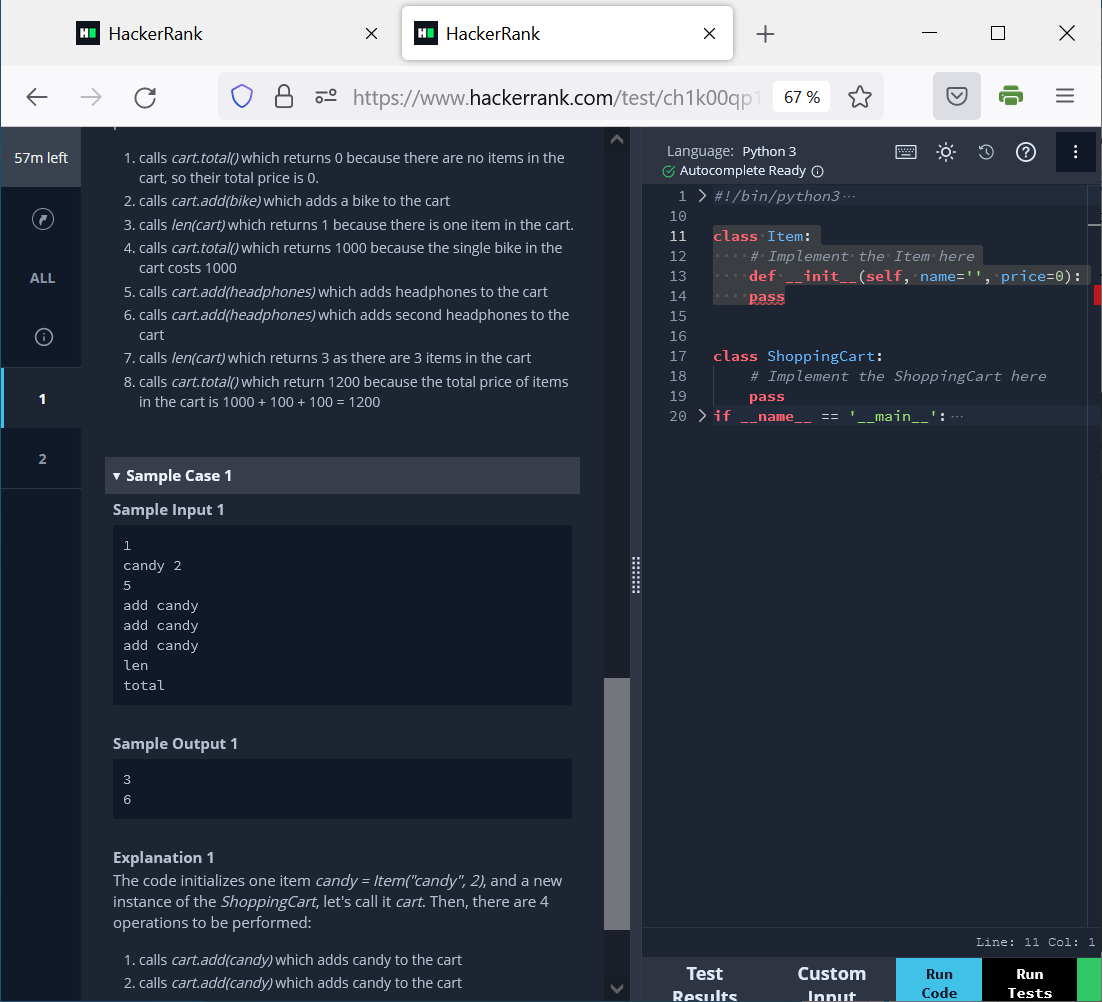 HackerRank
HackerRank
https://www.hackerrank.com/test/ch1k00qp1
67 %
57m left
ALL
1
2
1. calls cart.total() which returns 0 because there are no items in the
cart, so their total price is 0.
2. calls cart.add(bike) which adds a bike to the cart
3. calls len(cart) which returns 1 because there is one item in the cart.
4. calls cart.total() which returns 1000 because the single bike in the
cart costs 1000
5. calls cart.add(headphones) which adds headphones to the cart
6. calls cart.add(headphones) which adds second headphones to the
cart
7. calls len(cart) which returns 3 as there are 3 items in the cart
8. calls cart.total() which return 1200 because the total price of items
in the cart is 1000 + 100 + 100 = 1200
▾ Sample Case 1
Sample Input 1
1
candy 2
5
add candy
add candy
add candy
len
total
Sample Output 1
3
6
Explanation 1
The code initializes one item candy = Item("candy", 2), and a new
instance of the ShoppingCart, let's call it cart. Then, there are 4
operations to be performed:
1. calls cart.add(candy) which adds candy to the cart
2. calls cart.add(candy) which adds candy to the cart
Language: Python 3
Autocomplete Ready
1 #!/bin/python3···
10
11 class·Item:
12 ····#·Implement·the·Item·here
13 ····def·__init__(self,·name='',·price=0):
14 ····pass
15
16
17 class ShoppingCart:
18     # Implement the ShoppingCart here
19     pass
20 if __name__ == '__main__':···
Line: 11 Col: 1
Test
Results
Custom
Input
Run
Code
Run
Tests